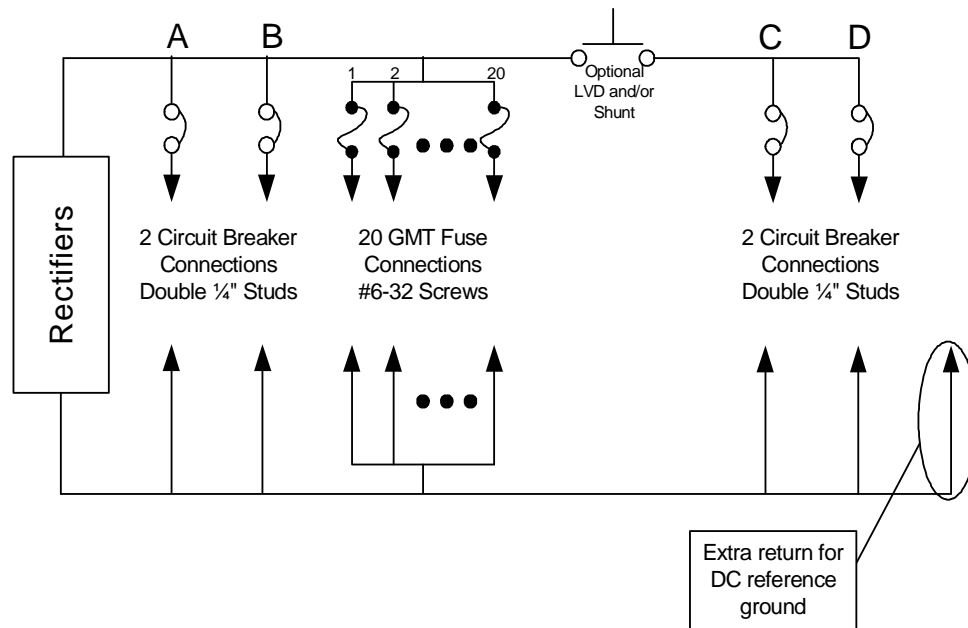 A
B
C
D
1
2
20
Optional
LVD and/or
Shunt
Rectifiers
2 Circuit Breaker
Connections
Double ¼" Studs
20 GMT Fuse
Connections
#6-32 Screws
2 Circuit Breaker
Connections
Double ¼" Studs
Extra return for
DC reference
ground